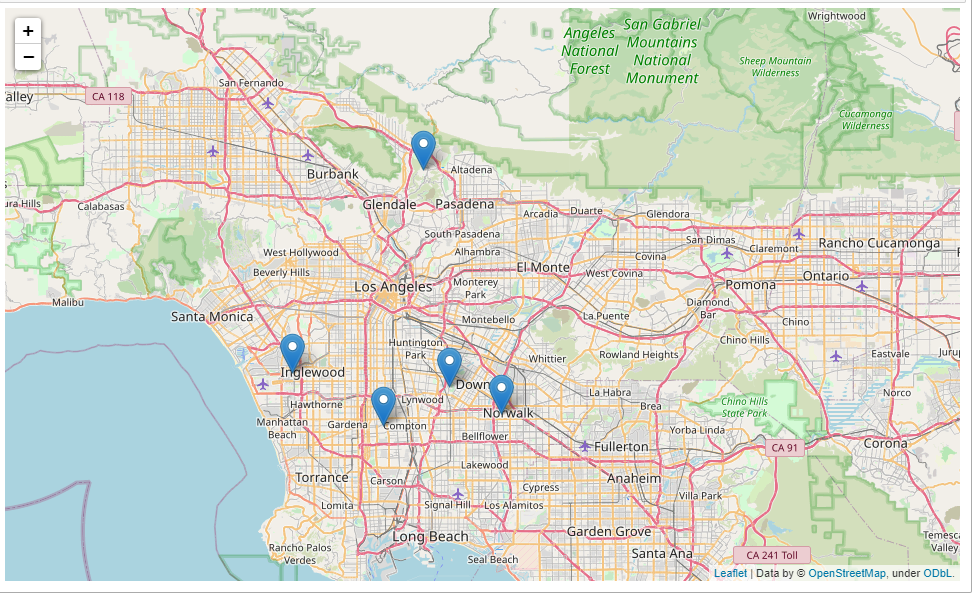 +
−
Wrightwood
San Gabriel
Mountains
National
Monument
Angeles
National
Forest
Sheep Mountain
Wilderness
San Fernando
alley
CA 118
Cucamonga
Wilderness
Burbank
Altadena
ura Hills
Calabasas
Glendale
Pasadena
Arcadia
Duarte
Glendora
South Pasadena
San Dimas
Claremont
Rancho Cucamonga
West Hollywood
Alhambra
Covina
Beverly Hills
El Monte
West Covina
Ontario
Los Angeles
Monterey
Park
Pomona
Malibu
Diamond
Bar
Santa Monica
Montebello
La Puente
Chino
Huntington
Park
Chino Hills
Whittier
Rowland Heights
Eastvale
Jurup
Inglewood
Down
La Habra
Norco
Hawthorne
Lynwood
Norwalk
Brea
Chino Hills
State Park
Manhattan
Beach
Gardena
Compton
Yorba Linda
Bellflower
Fullerton
CA 91
Corona
Lakewood
Torrance
Carson
Anaheim
Cypress
Villa Park
Lomita
Signal Hill
Los Alamitos
Long Beach
Garden Grove
Temesca
Valley
Rancho Palos
Verdes
Seal Beach
Santa Ana
CA 241 Toll
Leaflet | Data by © OpenStreetMap, under ODbL.